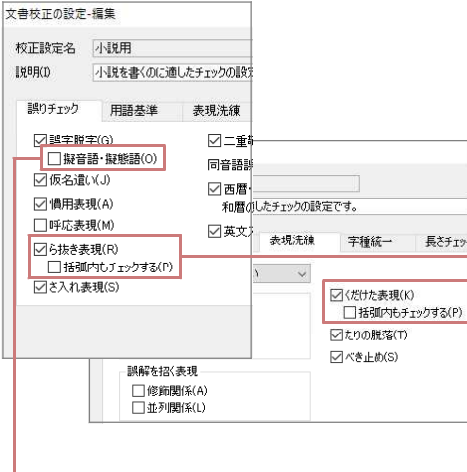 文書校正の設定-編集
校正設定名 小説用
説明(I) 小説を書くのに適したチェックの設定
誤りチェック 用語基準 表現洗練
誤字脱字(G)
擬音語・擬態語(O)
仮名遣い(J)
慣用表現(A)
呼応表現(M)
ら抜き表現(R)
括弧内もチェックする(P)
さ入れ表現(S)
二重
同音語誤
西暦・
和暦の
英文
したチェックの設定です。
表現洗練 字種統一 長さチェッ
い
くだけた表現(K)
括弧内もチェックする(P)
たりの脱落(T)
べき止め(S)
誤解を招く表現
修飾関係(A)
並列関係(L)